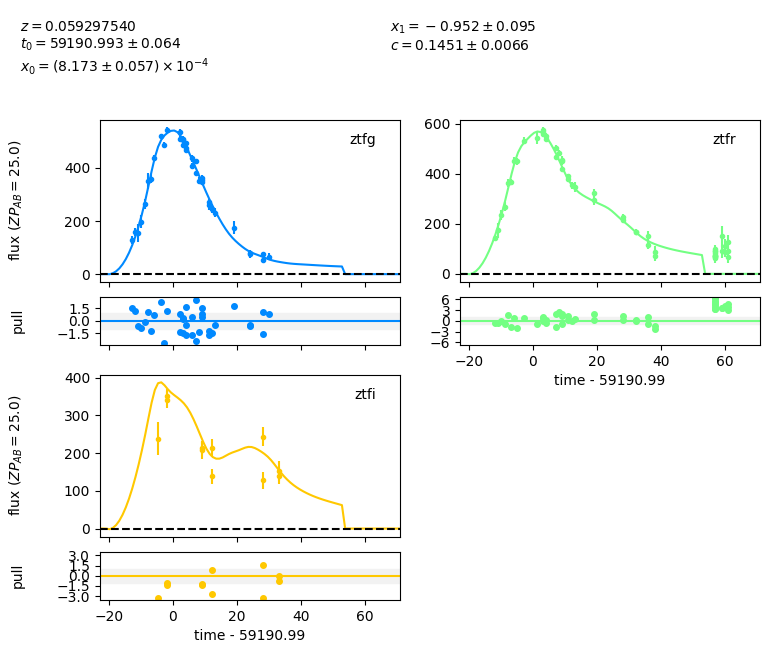 z = 0.059297540
t₀ = 59190.993 ± 0.064
x₀ = (8.173 ± 0.057) × 10⁻⁴
x₁ = −0.952 ± 0.095
c = 0.1451 ± 0.0066
flux (ZP_AB = 25.0)
ztfg
400
200
0
pull
1.5
0.0
−1.5
ztfr
600
400
200
0
6
3
0
−3
−6
−20 0 20 40 60
time - 59190.99
flux (ZP_AB = 25.0)
ztfi
400
300
200
100
0
pull
3.0
1.5
0.0
−1.5
−3.0
−20 0 20 40 60
time - 59190.99